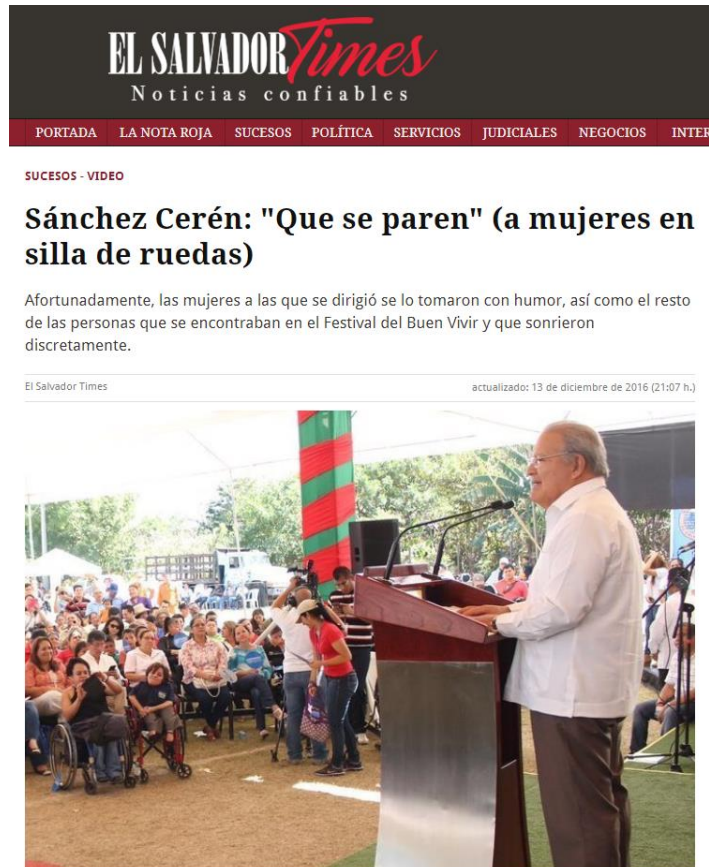 EL SALVADOR Times
Noticias confiables
PORTADA LA NOTA ROJA SUCESOS POLÍTICA SERVICIOS JUDICIALES NEGOCIOS INTER
SUCESOS - VIDEO
Sánchez Cerén: "Que se paren" (a mujeres en
silla de ruedas)
Afortunadamente, las mujeres a las que se dirigió se lo tomaron con humor, así como el resto
de las personas que se encontraban en el Festival del Buen Vivir y que sonrieron
discretamente.
El Salvador Times actualizado: 13 de diciembre de 2016 (21:07 h.)